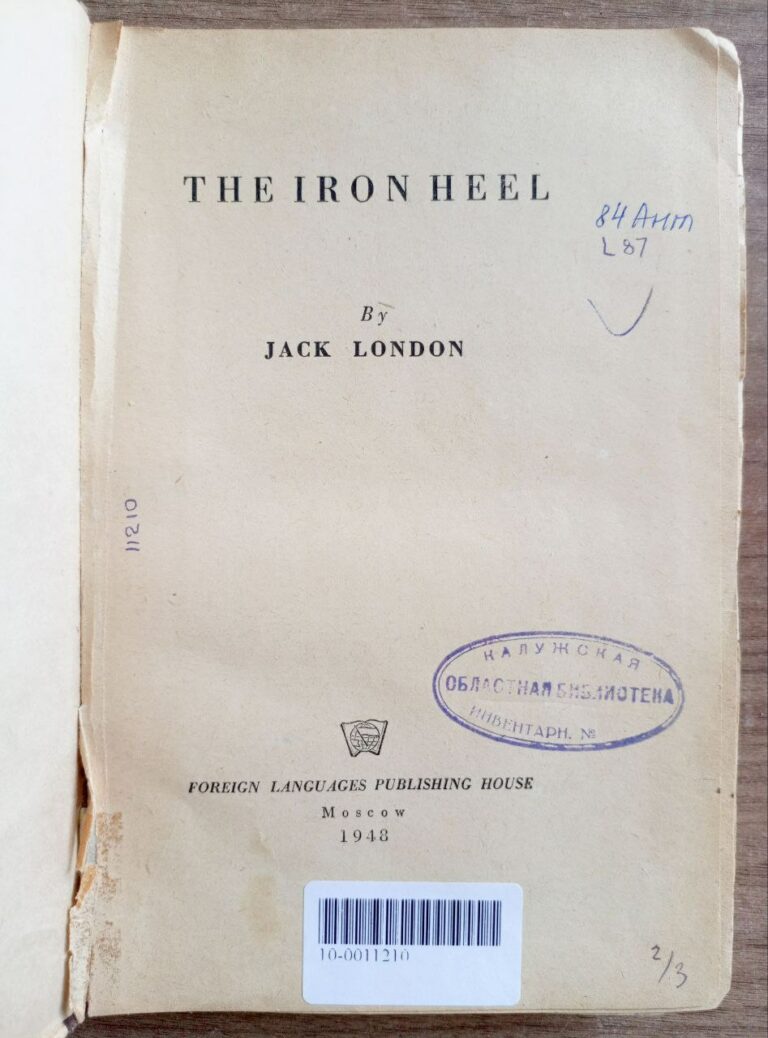 THE IRON HEEL
84 Ант
L 87
By
JACK LONDON
11210
КАЛУЖСКАЯ
ОБЛАСТНАЯ БИБЛИОТЕКА
ИНВЕНТАРН. №
FOREIGN LANGUAGES PUBLISHING HOUSE
Moscow
1948
10-0011210
2/3